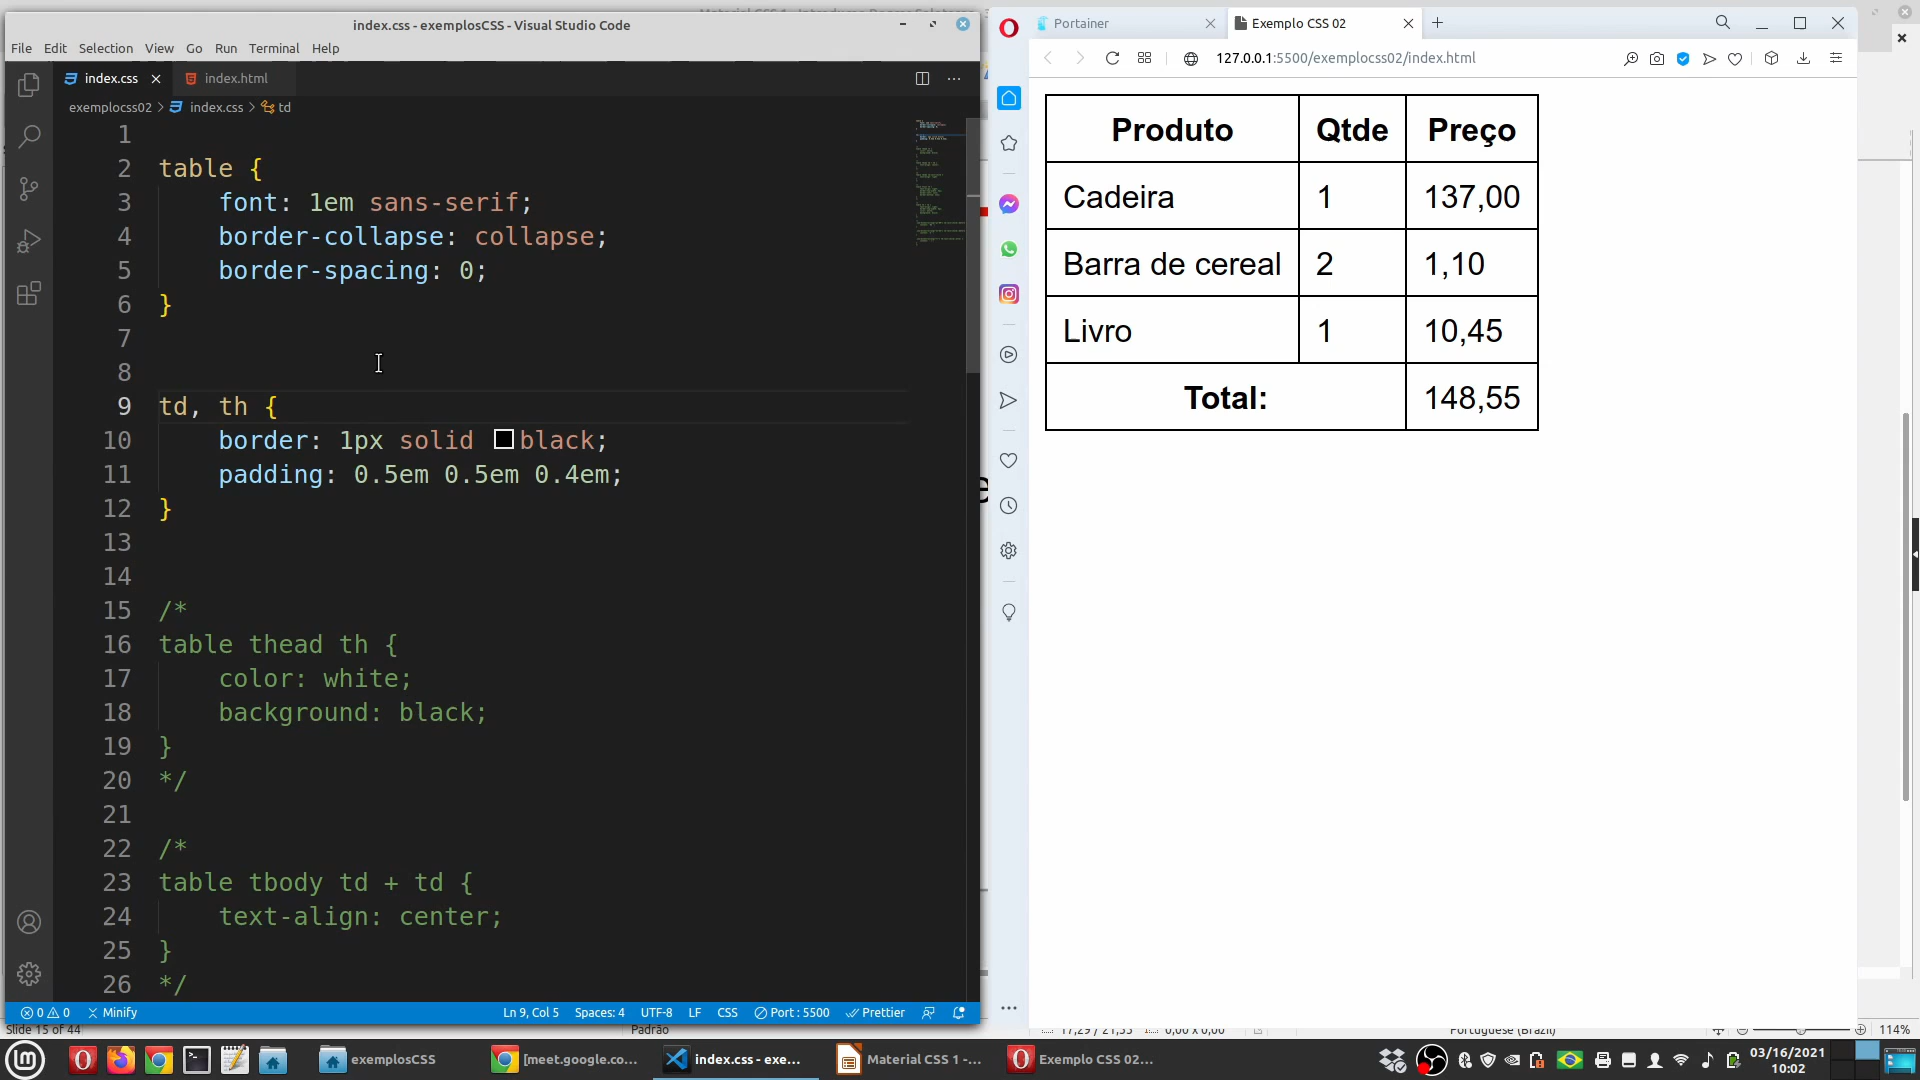 index.css - exemplosCSS - Visual Studio Code
File Edit Selection View Go Run Terminal Help
index.css index.html
exemplocss02 > index.css > td
1
2 table {
3 font: 1em sans-serif;
4 border-collapse: collapse;
5 border-spacing: 0;
6 }
7
8
9 td, th {
10 border: 1px solid black;
11 padding: 0.5em 0.5em 0.4em;
12 }
13
14
15 /*
16 table thead th {
17 color: white;
18 background: black;
19 }
20 */
21
22 /*
23 table tbody td + td {
24 text-align: center;
25 }
26 */
0 0 Minify Ln 9, Col 5 Spaces: 4 UTF-8 LF CSS Port : 5500 Prettier
Portainer Exemplo CSS 02
127.0.0.1:5500/exemplocss02/index.html
Produto Qtde Preço
Cadeira 1 137,00
Barra de cereal 2 1,10
Livro 1 10,45
Total: 148,55
Slide 15 of 44 Padrão 17,29 / 21,55 0,00 x 0,00 Portuguese (Brazil) 114%
exemplosCSS [meet.google.co... index.css - exe... Material CSS 1 -... Exemplo CSS 02...
03/16/2021
10:02